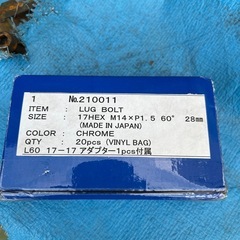 1 No.210011
ITEM : LUG BOLT
SIZE : 17HEX M14×P1.5 60° 28mm
(MADE IN JAPAN)
COLOR : CHROME
QTY : 20pcs (VINYL BAG)
L60 17-17 アダプター1pcs付属